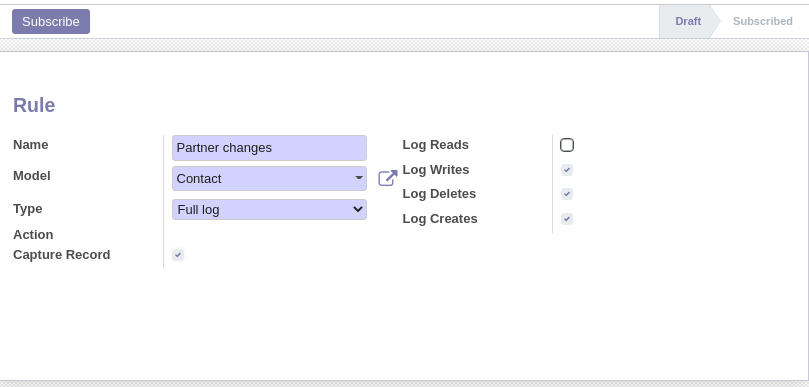 Subscribe
Draft
Subscribed
Rule
Name
Partner changes
Model
Contact
Type
Full log
Action
Capture Record
Log Reads
Log Writes
Log Deletes
Log Creates